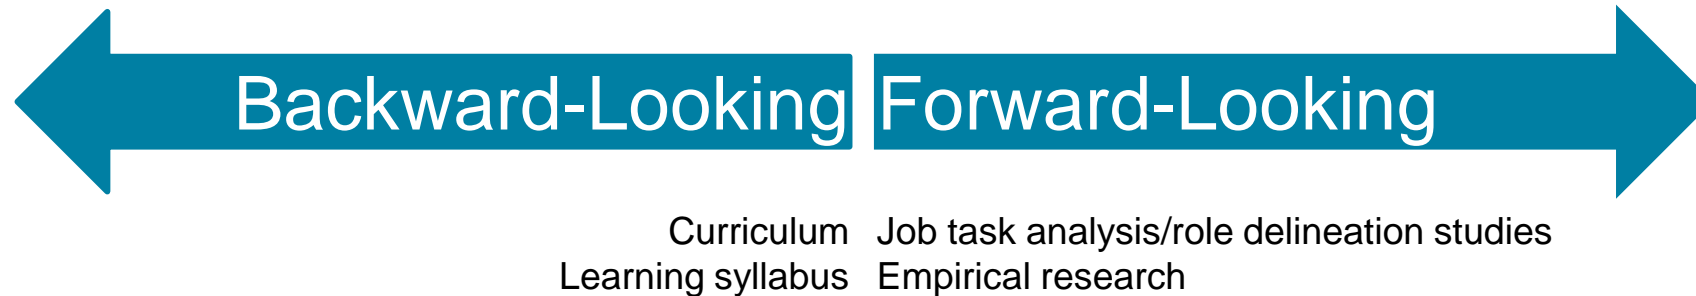 Backward-Looking Forward-Looking
Curriculum Job task analysis/role delineation studies
Learning syllabus Empirical research